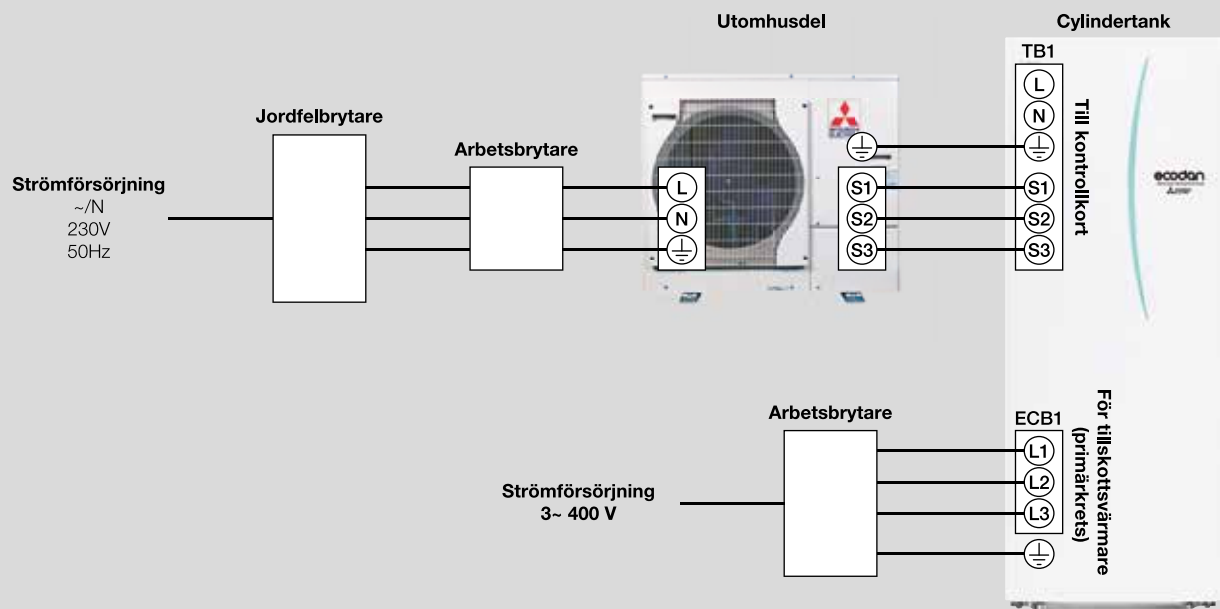 Utomhusdel
Cylindertank
Jordfelbrytare
Arbetsbrytare
Strömförsörjning
~/N
230V
50Hz
L
N
S1
S2
S3
TB1
L
N
S1
S2
S3
Till kontrollkort
ecodan
Arbetsbrytare
Strömförsörjning
3~ 400 V
ECB1
L1
L2
L3
För tillskottsvärmare
(primärkrets)